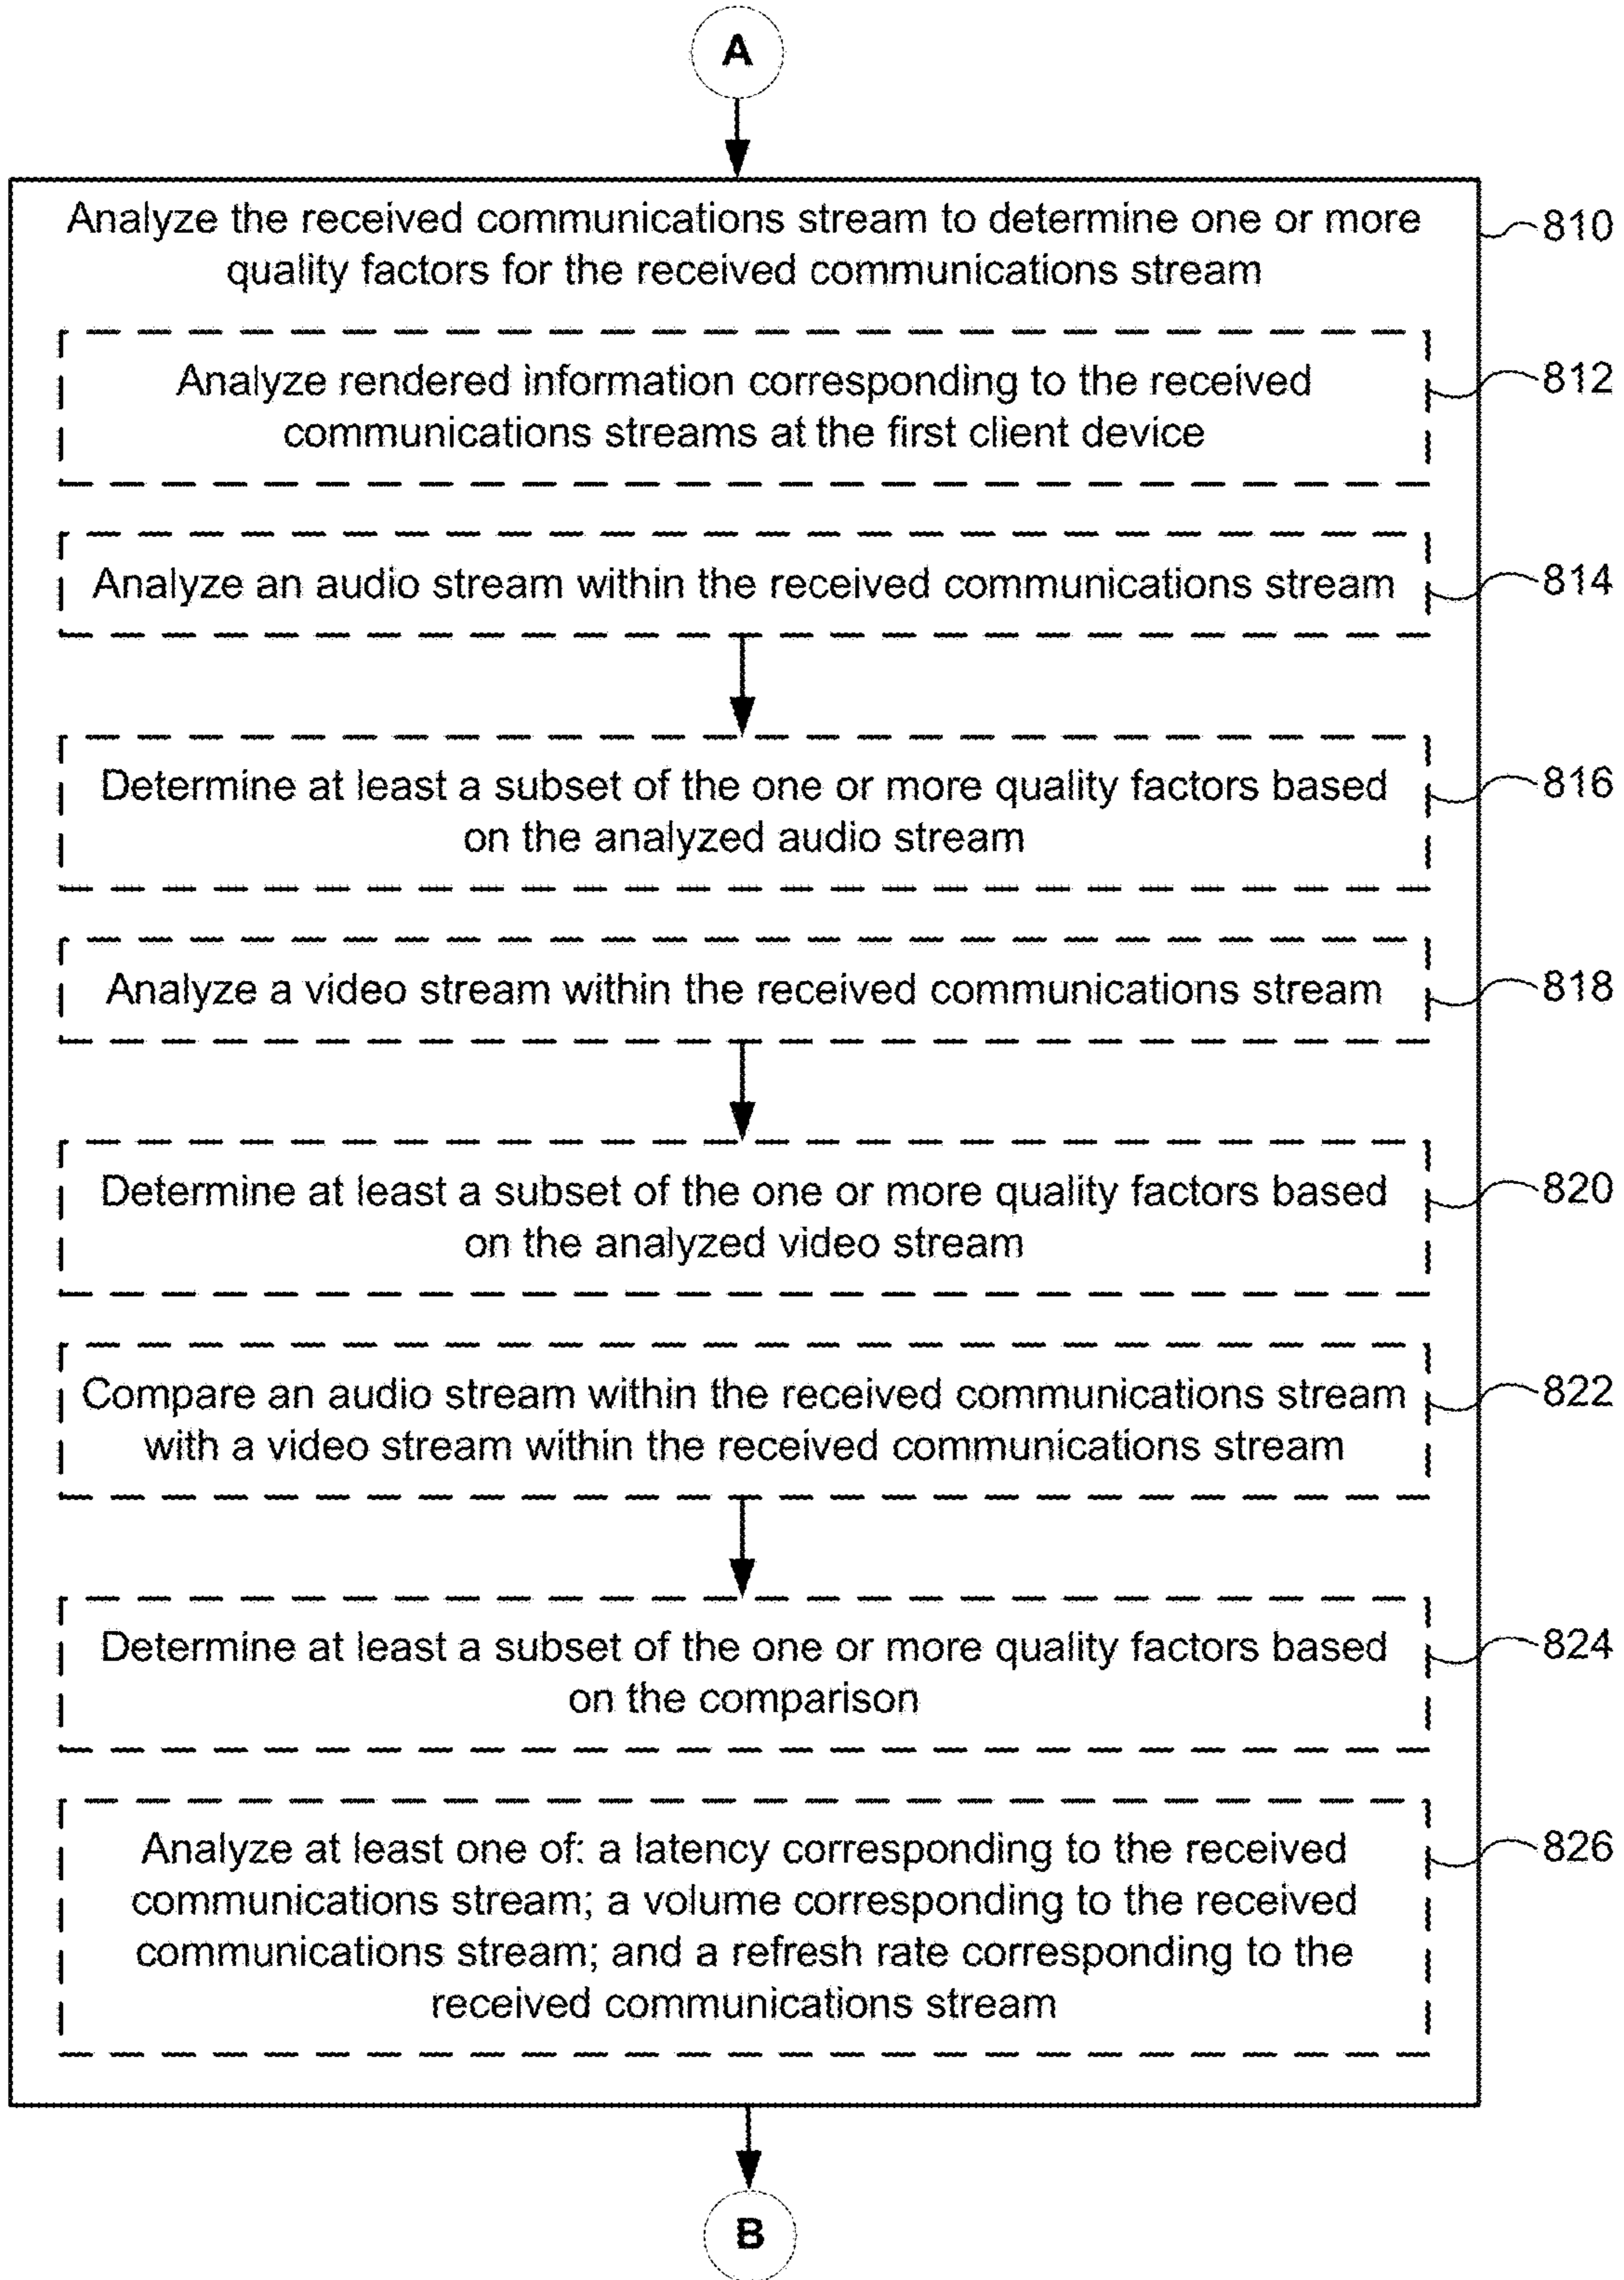 A
Analyze the received communications stream to determine one or more
quality factors for the received communications stream
810
Analyze rendered information corresponding to the received
communications streams at the first client device
812
Analyze an audio stream within the received communications stream
814
Determine at least a subset of the one or more quality factors based
on the analyzed audio stream
816
Analyze a video stream within the received communications stream
818
Determine at least a subset of the one or more quality factors based
on the analyzed video stream
820
Compare an audio stream within the received communications stream
with a video stream within the received communications stream
822
Determine at least a subset of the one or more quality factors based
on the comparison
824
Analyze at least one of: a latency corresponding to the received
communications stream; a volume corresponding to the received
communications stream; and a refresh rate corresponding to the
received communications stream
826
B